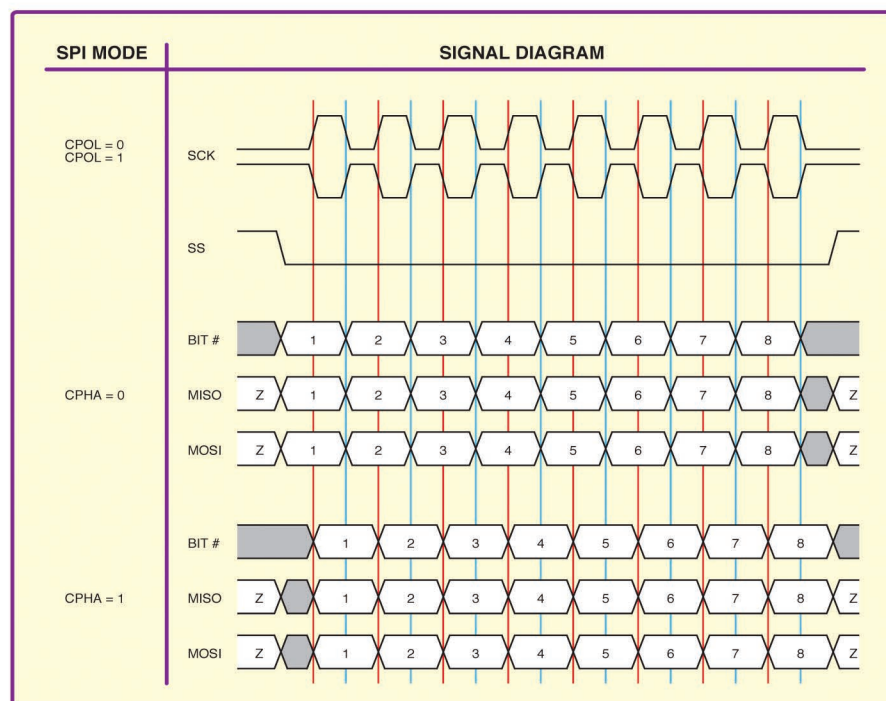 SPI MODE SIGNAL DIAGRAM
CPOL = 0
CPOL = 1
SCK
SS
BIT # 1 2 3 4 5 6 7 8
CPHA = 0 MISO Z 1 2 3 4 5 6 7 8 Z
MOSI Z 1 2 3 4 5 6 7 8 Z
BIT # 1 2 3 4 5 6 7 8
CPHA = 1 MISO Z 1 2 3 4 5 6 7 8 Z
MOSI Z 1 2 3 4 5 6 7 8 Z